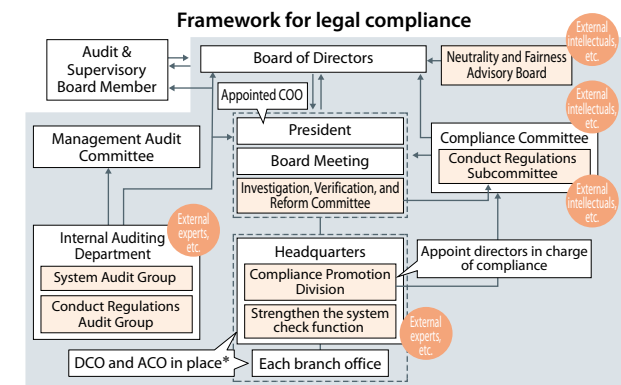 Framework for legal compliance
External
intellectuals,
etc.
Audit &
Supervisory
Board Member
Board of Directors
Neutrality and Fairness
Advisory Board
Appointed COO
External
intellectuals,
etc.
Management Audit
Committee
President
Board Meeting
Investigation, Verification, and
Reform Committee
Compliance Committee
Conduct Regulations
Subcommittee
External
intellectuals,
etc.
External
experts,
etc.
Internal Auditing
Department
System Audit Group
Conduct Regulations
Audit Group
Headquarters
Compliance Promotion
Division
Strengthen the system
check function
Appoint directors in charge
of compliance
External
experts,
etc.
DCO and ACO in place*
Each branch office